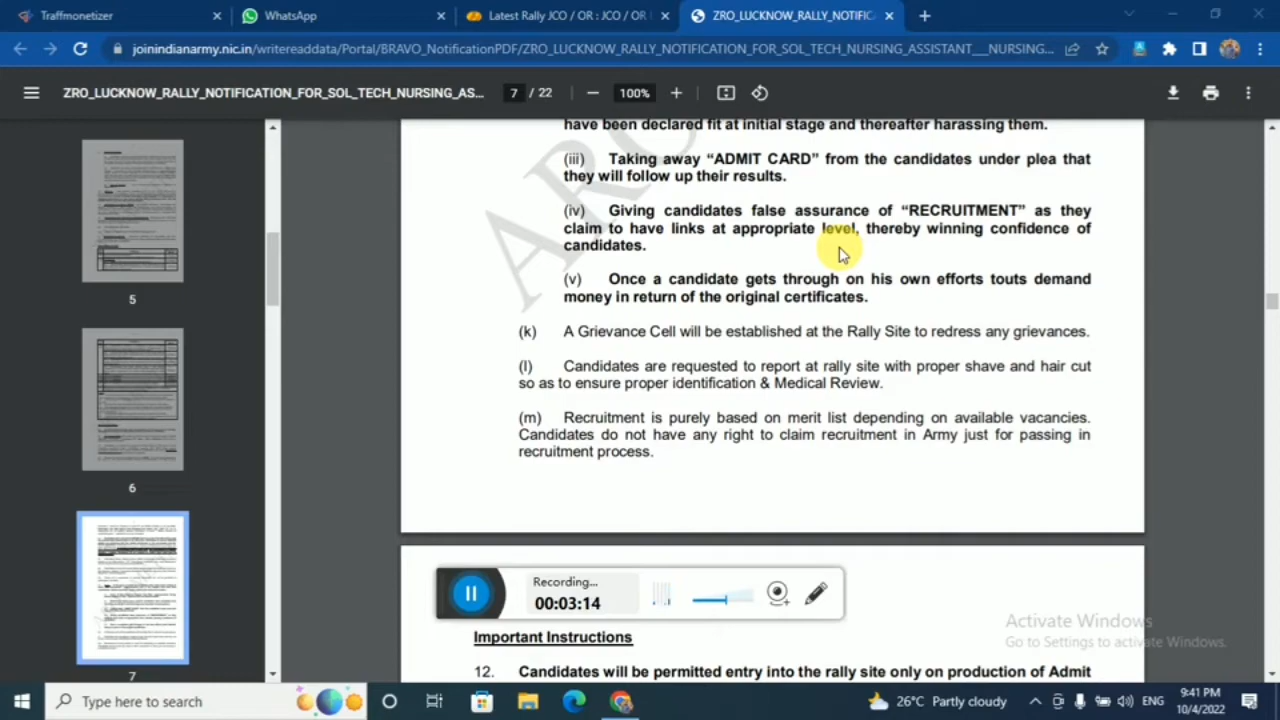 Traffmonetizer
WhatsApp
Latest Rally JCO / OR : JCO / OR
ZRO_LUCKNOW_RALLY_NOTIFIC
joinindianarmy.nic.in/writereaddata/Portal/BRAVO_NotificationPDF/ZRO_LUCKNOW_RALLY_NOTIFICATION_FOR_SOL_TECH_NURSING_ASSISTANT___NURSING...
ZRO_LUCKNOW_RALLY_NOTIFICATION_FOR_SOL_TECH_NURSING_AS...
7 / 22
100%
have been declared fit at initial stage and thereafter harassing them.
(iii) Taking away “ADMIT CARD” from the candidates under plea that
they will follow up their results.
(v) Giving candidates false assurance of “RECRUITMENT” as they
claim to have links at appropriate level, thereby winning confidence of
candidates.
(v) Once a candidate gets through on his own efforts touts demand
money in return of the original certificates.
(k) A Grievance Cell will be established at the Rally Site to redress any grievances.
(l) Candidates are requested to report at rally site with proper shave and hair cut
so as to ensure proper identification & Medical Review.
(m) Recruitment is purely based on merit list depending on available vacancies.
Candidates do not have any right to claim recruitment in Army just for passing in
recruitment process.
5
6
7
Recording...
14
Important Instructions
12. Candidates will be permitted entry into the rally site only on production of Admit
Activate Windows
Go to Settings to activate Windows.
Type here to search
26°C Partly cloudy
ENG
9:41 PM
10/4/2022